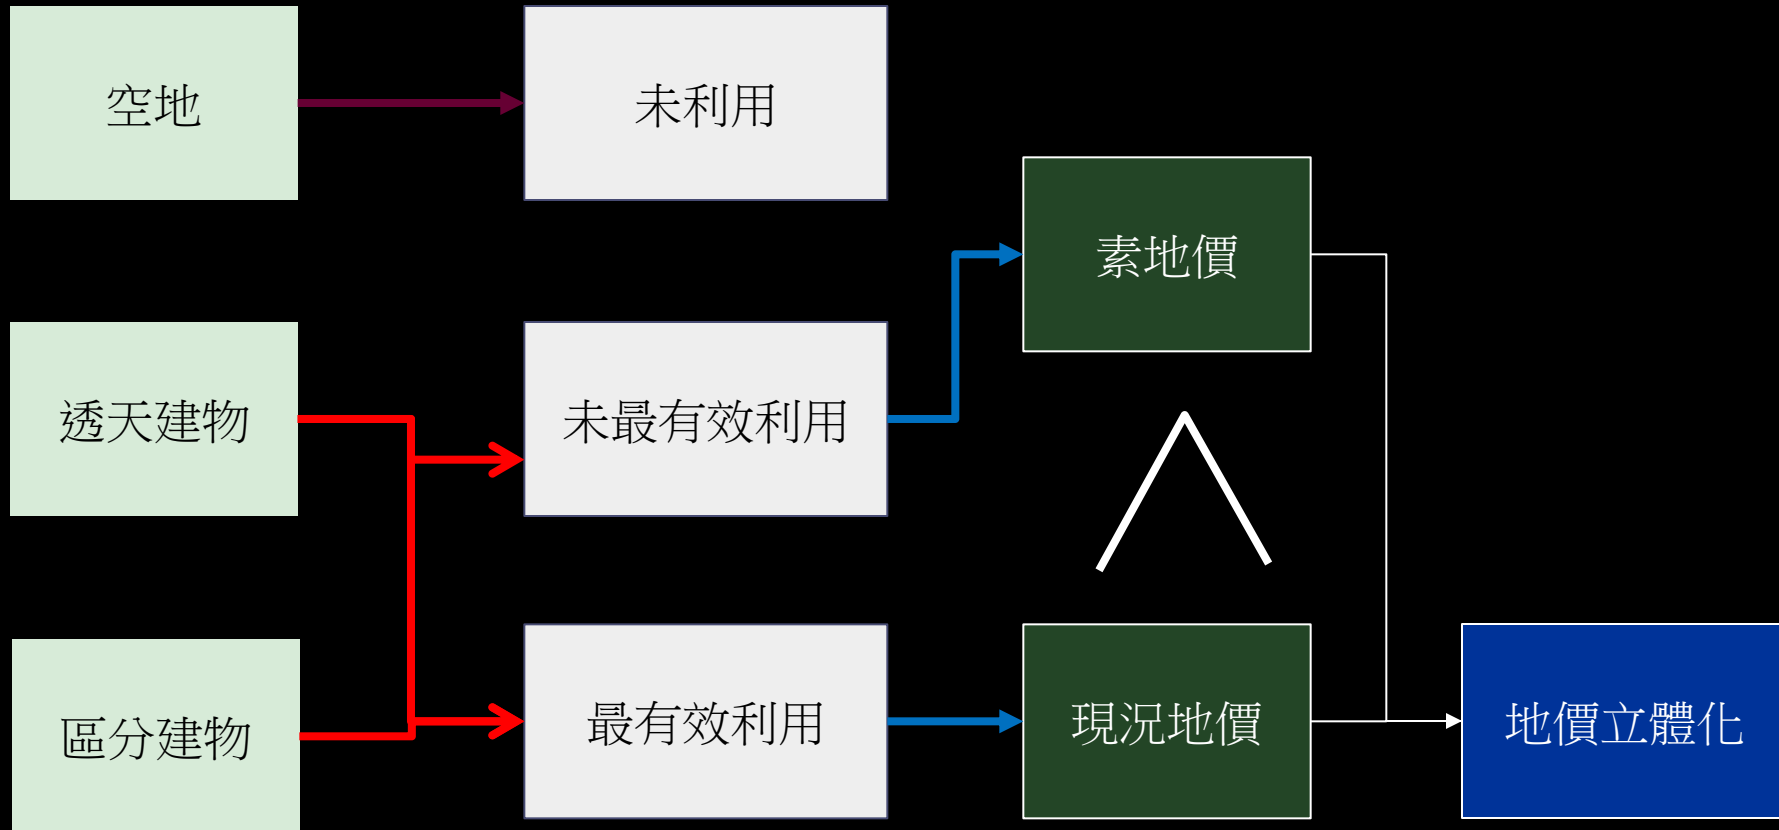 空地
未利用
素地價
透天建物
未最有效利用
區分建物
最有效利用
現況地價
地價立體化